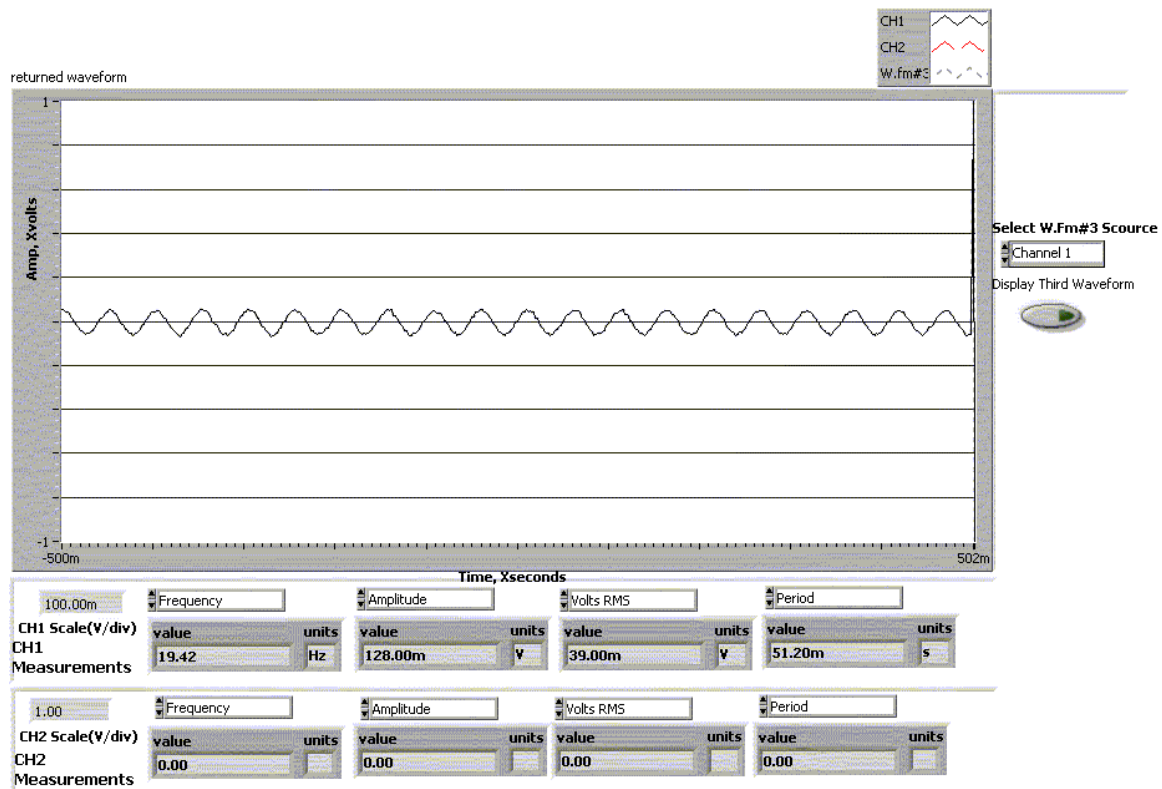 CH1
CH2
W.fm#3
returned waveform
1
Amp, Xvolts
-1
-500m
502m
Time, Xseconds
Select W.Fm#3 Scource
Channel 1
Display Third Waveform
100.00m
Frequency
Amplitude
Volts RMS
Period
CH1 Scale(V/div)
value units value units value units value units
CH1
Measurements
19.42 Hz 128.00m V 39.00m V 51.20m s
1.00
Frequency
Amplitude
Volts RMS
Period
CH2 Scale(V/div)
value units value units value units value units
CH2
Measurements
0.00 0.00 0.00 0.00